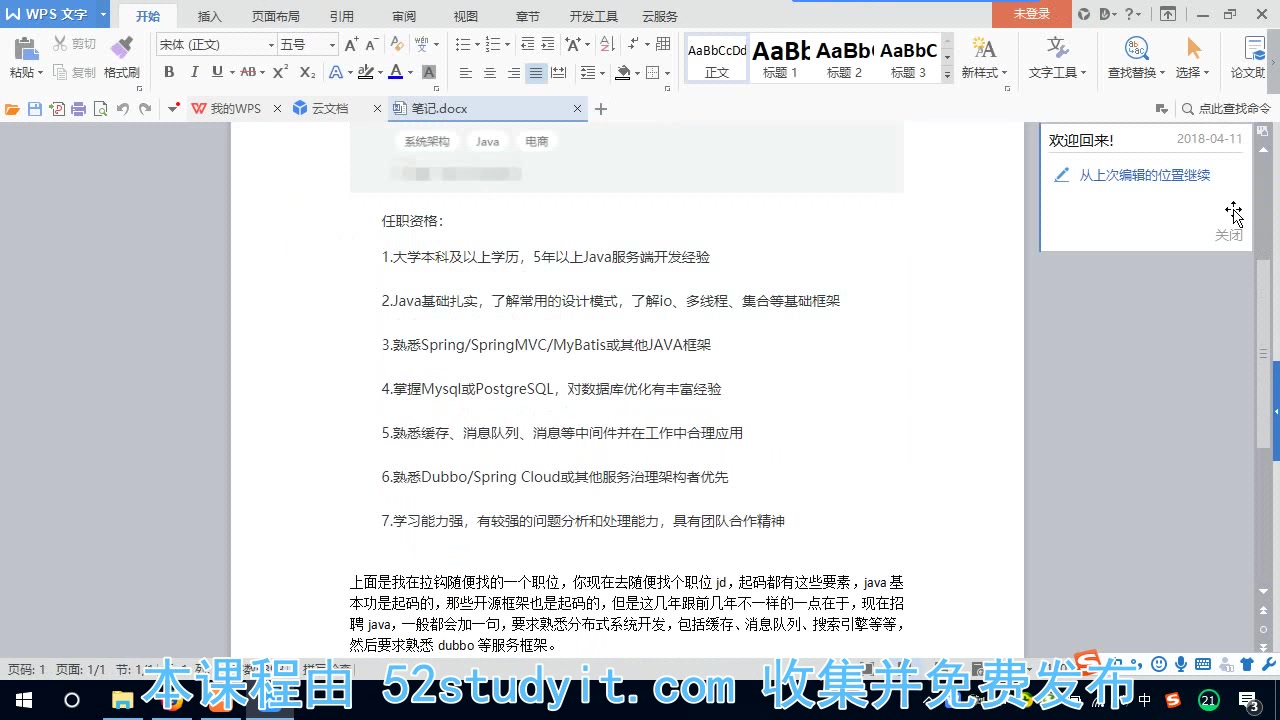 WPS 文字
开始
插入
页面布局
引用
审阅
视图
章节
开发工具
云服务
未登录
剪切
宋体 (正文)
五号
AaBbCcDd
AaBb
AaBb(
AaBbC
粘贴
复制
格式刷
正文
标题 1
标题 2
标题 3
新样式
文字工具
查找替换
选择
论文助
我的WPS
云文档
笔记.docx
点此查找命令
系统架构
Java
电商
欢迎回来!
2018-04-11
从上次编辑的位置继续
关闭
任职资格：
1.大学本科及以上学历，5年以上Java服务端开发经验
2.Java基础扎实，了解常用的设计模式，了解io、多线程、集合等基础框架
3.熟悉Spring/SpringMVC/MyBatis或其他JAVA框架
4.掌握Mysql或PostgreSQL，对数据库优化有丰富经验
5.熟悉缓存、消息队列、消息等中间件并在工作中合理应用
6.熟悉Dubbo/Spring Cloud或其他服务治理架构者优先
7.学习能力强，有较强的问题分析和处理能力，具有团队合作精神
上面是我在拉钩随便找的一个职位，你现在去随便找个职位 jd，起码都有这些要素，java 基
本功是起码的，那些开源框架也是起码的，但是这几年跟前几年不一样的一点在于，现在招
聘 java，一般都会加一句，要求熟悉分布式系统开发，包括缓存、消息队列、搜索引擎等等，
然后要求熟悉 dubbo 等服务框架。
页码: 1
页面: 1/1
本课程由 52studyit.com 收集并免费发布
中
21
3